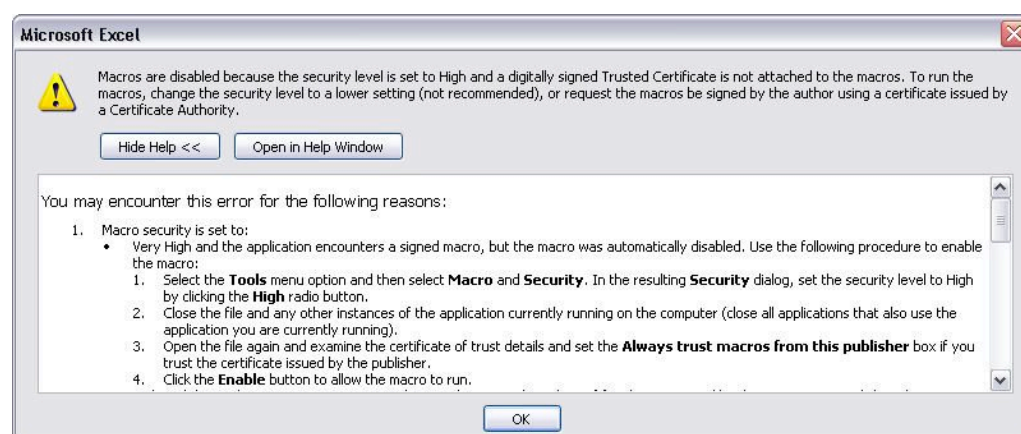 Microsoft Excel
Macros are disabled because the security level is set to High and a digitally signed Trusted Certificate is not attached to the macros. To run the
macros, change the security level to a lower setting (not recommended), or request the macros be signed by the author using a certificate issued by
a Certificate Authority.
Hide Help <<
Open in Help Window
You may encounter this error for the following reasons:
1. Macro security is set to:
• Very High and the application encounters a signed macro, but the macro was automatically disabled. Use the following procedure to enable
the macro:
1. Select the Tools menu option and then select Macro and Security. In the resulting Security dialog, set the security level to High
by clicking the High radio button.
2. Close the file and any other instances of the application currently running on the computer (close all applications that also use the
application you are currently running).
3. Open the file again and examine the certificate of trust details and set the Always trust macros from this publisher box if you
trust the certificate issued by the publisher.
4. Click the Enable button to allow the macro to run.
OK